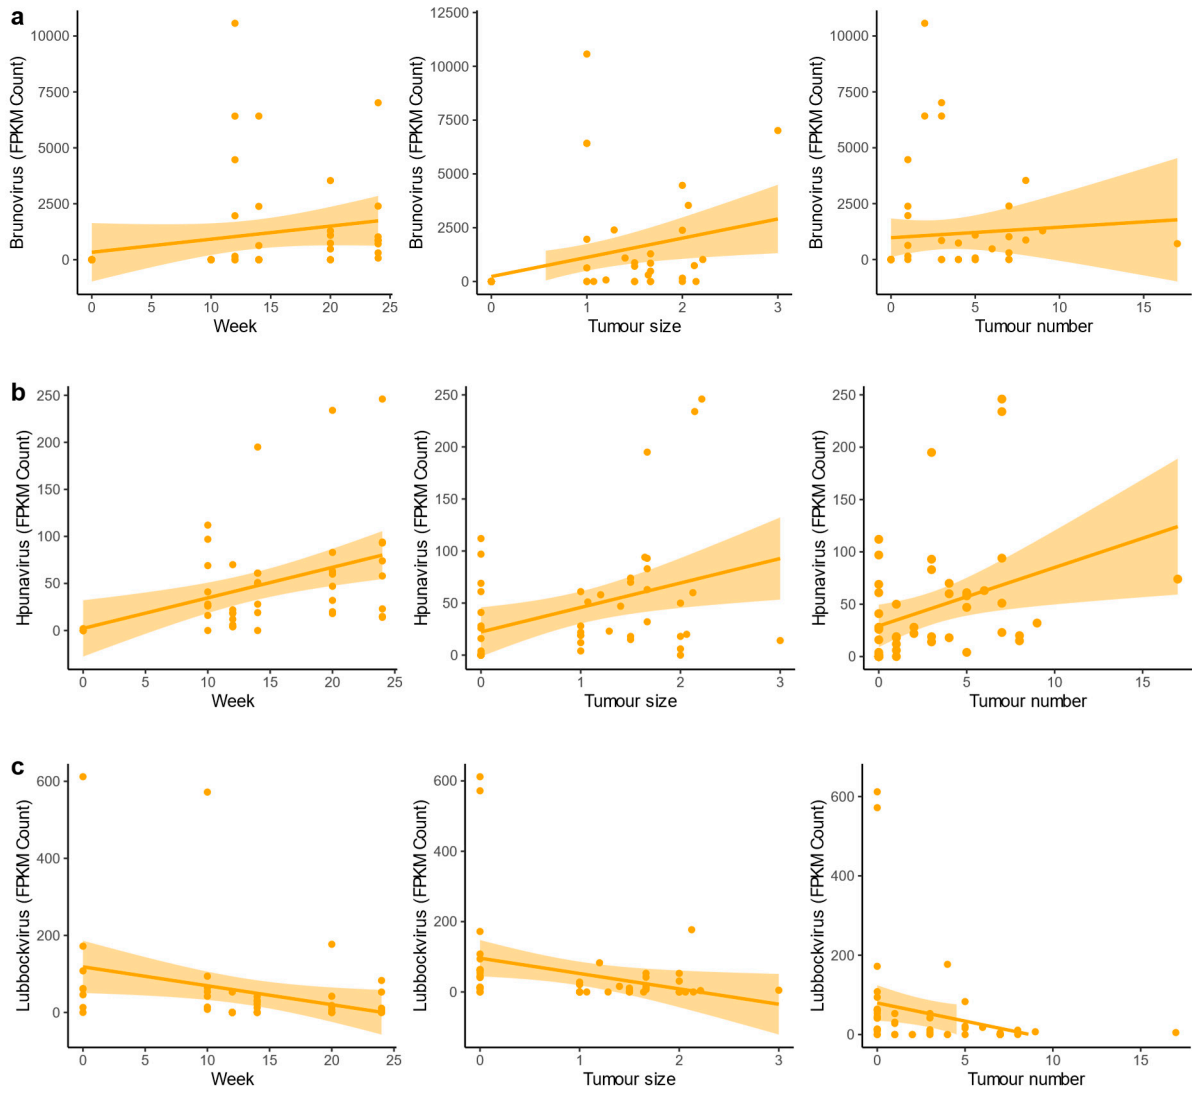 a
Brunovirus (FPKM Count)
10000
7500
5000
2500
0
0 5 10 15 20 25
Week
Brunovirus (FPKM Count)
12500
10000
7500
5000
2500
0
0 1 2 3
Tumour size
Brunovirus (FPKM Count)
10000
7500
5000
2500
0
0 5 10 15
Tumour number
b
Hpunavirus (FPKM Count)
250
200
150
100
50
0
0 5 10 15 20 25
Week
Hpunavirus (FPKM Count)
250
200
150
100
50
0
0 1 2 3
Tumour size
Hpunavirus (FPKM Count)
250
200
150
100
50
0
0 5 10 15
Tumour number
c
Lubbockvirus (FPKM Count)
600
400
200
0
0 5 10 15 20 25
Week
Lubbockvirus (FPKM Count)
600
400
200
0
0 1 2 3
Tumour size
Lubbockvirus (FPKM Count)
600
400
200
0
0 5 10 15
Tumour number